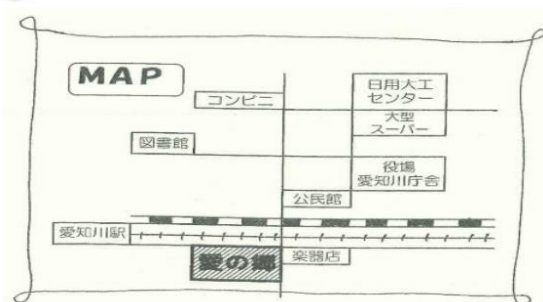 MAP
コンビニ
日用大工
センター
大型
スーパー
図書館
役場
愛知川庁舎
公民館
愛知川駅
愛の郷
楽器店